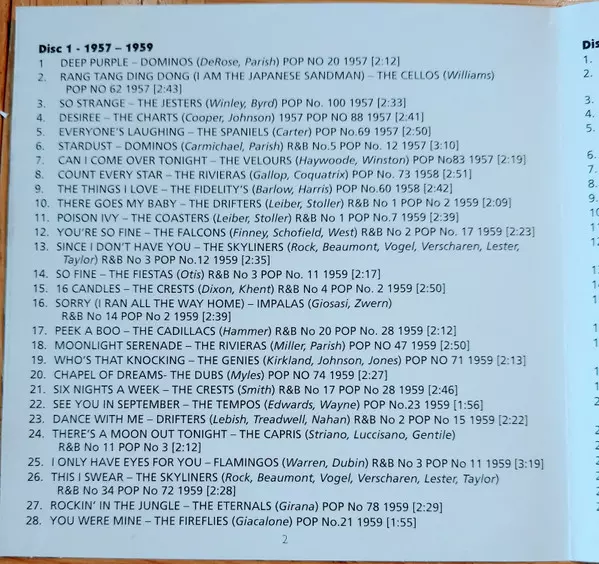 Disc 1 - 1957 – 1959
1 DEEP PURPLE – DOMINOS (DeRose, Parish) POP NO 20 1957 [2:12]
2. RANG TANG DING DONG (I AM THE JAPANESE SANDMAN) – THE CELLOS (Williams)
POP NO 62 1957 [2:43]
3. SO STRANGE – THE JESTERS (Winley, Byrd) POP No. 100 1957 [2:33]
4. DESIREE – THE CHARTS (Cooper, Johnson) 1957 POP NO 88 1957 [2:41]
5. EVERYONE'S LAUGHING – THE SPANIELS (Carter) POP No.69 1957 [2:50]
6. STARDUST – DOMINOS (Carmichael, Parish) R&B No.5 POP No. 12 1957 [3:10]
7. CAN I COME OVER TONIGHT – THE VELOURS (Haywoode, Winston) POP No83 1957 [2:19]
8. COUNT EVERY STAR – THE RIVIERAS (Gallop, Coquatrix) POP No. 73 1958 [2:51]
9. THE THINGS I LOVE – THE FIDELITY'S (Barlow, Harris) POP No.60 1958 [2:42]
10. THERE GOES MY BABY – THE DRIFTERS (Leiber, Stoller) R&B No 1 POP No 2 1959 [2:09]
11. POISON IVY – THE COASTERS (Leiber, Stoller) R&B No 1 POP No.7 1959 [2:39]
12. YOU'RE SO FINE – THE FALCONS (Finney, Schofield, West) R&B No 2 POP No. 17 1959 [2:23]
13. SINCE I DON'T HAVE YOU – THE SKYLINERS (Rock, Beaumont, Vogel, Verscharen, Lester,
Taylor) R&B No 3 POP No.12 1959 [2:35]
14. SO FINE – THE FIESTAS (Otis) R&B No 3 POP No. 11 1959 [2:17]
15. 16 CANDLES – THE CRESTS (Dixon, Khent) R&B No 4 POP No. 2 1959 [2:50]
16. SORRY (I RAN ALL THE WAY HOME) – IMPALAS (Giosasi, Zwern)
R&B No 14 POP No 2 1959 [2:39]
17. PEEK A BOO – THE CADILLACS (Hammer) R&B No 20 POP No. 28 1959 [2:12]
18. MOONLIGHT SERENADE – THE RIVIERAS (Miller, Parish) POP NO 47 1959 [2:50]
19. WHO'S THAT KNOCKING – THE GENIES (Kirkland, Johnson, Jones) POP NO 71 1959 [2:13]
20. CHAPEL OF DREAMS- THE DUBS (Myles) POP NO 74 1959 [2:27]
21. SIX NIGHTS A WEEK – THE CRESTS (Smith) R&B No 17 POP No 28 1959 [2:46]
22. SEE YOU IN SEPTEMBER – THE TEMPOS (Edwards, Wayne) POP No.23 1959 [1:56]
23. DANCE WITH ME – DRIFTERS (Lebish, Treadwell, Nahan) R&B No 2 POP No 15 1959 [2:22]
24. THERE'S A MOON OUT TONIGHT – THE CAPRIS (Striano, Luccisano, Gentile)
R&B No 11 POP No 3 [2:12]
25. I ONLY HAVE EYES FOR YOU – FLAMINGOS (Warren, Dubin) R&B No 3 POP No 11 1959 [3:19]
26. THIS I SWEAR – THE SKYLINERS (Rock, Beaumont, Vogel, Verscharen, Lester, Taylor)
R&B No 34 POP No 72 1959 [2:28]
27. ROCKIN' IN THE JUNGLE – THE ETERNALS (Girana) POP No 78 1959 [2:29]
28. YOU WERE MINE – THE FIREFLIES (Giacalone) POP No.21 1959 [1:55]
2